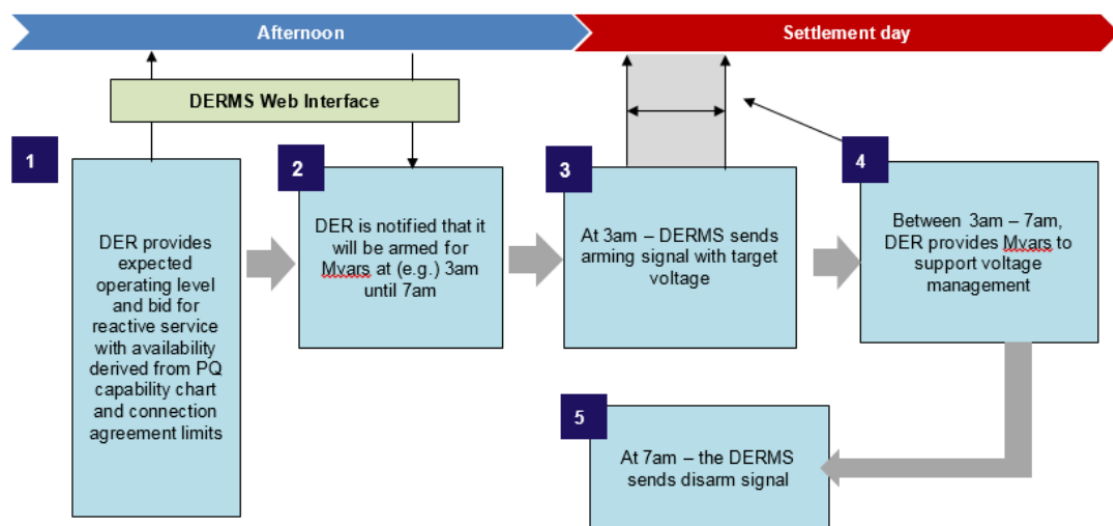 Afternoon
Settlement day
DERMS Web Interface
1
DER provides
expected
operating level
and bid for
reactive service
with availability
derived from PQ
capability chart
and connection
agreement limits
2
DER is notified that it
will be armed for
Mvars at (e.g.) 3am
until 7am
3
At 3am – DERMS sends
arming signal with target
voltage
4
Between 3am – 7am,
DER provides Mvars to
support voltage
management
5
At 7am – the DERMS
sends disarm signal